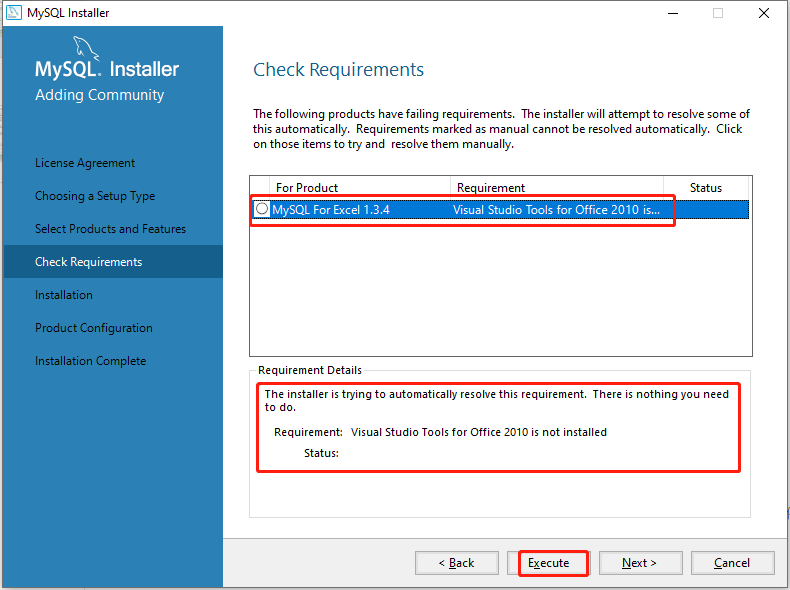 MySQL Installer
MySQL. Installer
Adding Community
License Agreement
Choosing a Setup Type
Select Products and Features
Check Requirements
Installation
Product Configuration
Installation Complete
Check Requirements
The following products have failing requirements. The installer will attempt to resolve some of
this automatically. Requirements marked as manual cannot be resolved automatically. Click
on those items to try and resolve them manually.
For Product Requirement Status
MySQL For Excel 1.3.4 Visual Studio Tools for Office 2010 is...
Requirement Details
The installer is trying to automatically resolve this requirement. There is nothing you need
to do.
Requirement: Visual Studio Tools for Office 2010 is not installed
Status:
< Back Execute Next > Cancel